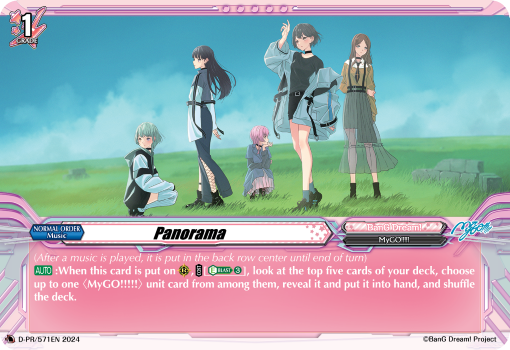 1
GRADE
NORMAL ORDER
Music
Panorama
BanG Dream!
MyGO!!!!!
(After a music is played, it is put in the back row center until end of turn)
AUTO:When this card is put on, look at the top five cards of your deck, choose
BLAST 3
up to one 〈MyGO!!!!!〉 unit card from among them, reveal it and put it into hand, and shuffle
the deck.
D-PR/571EN 2024
©BanG Dream! Project